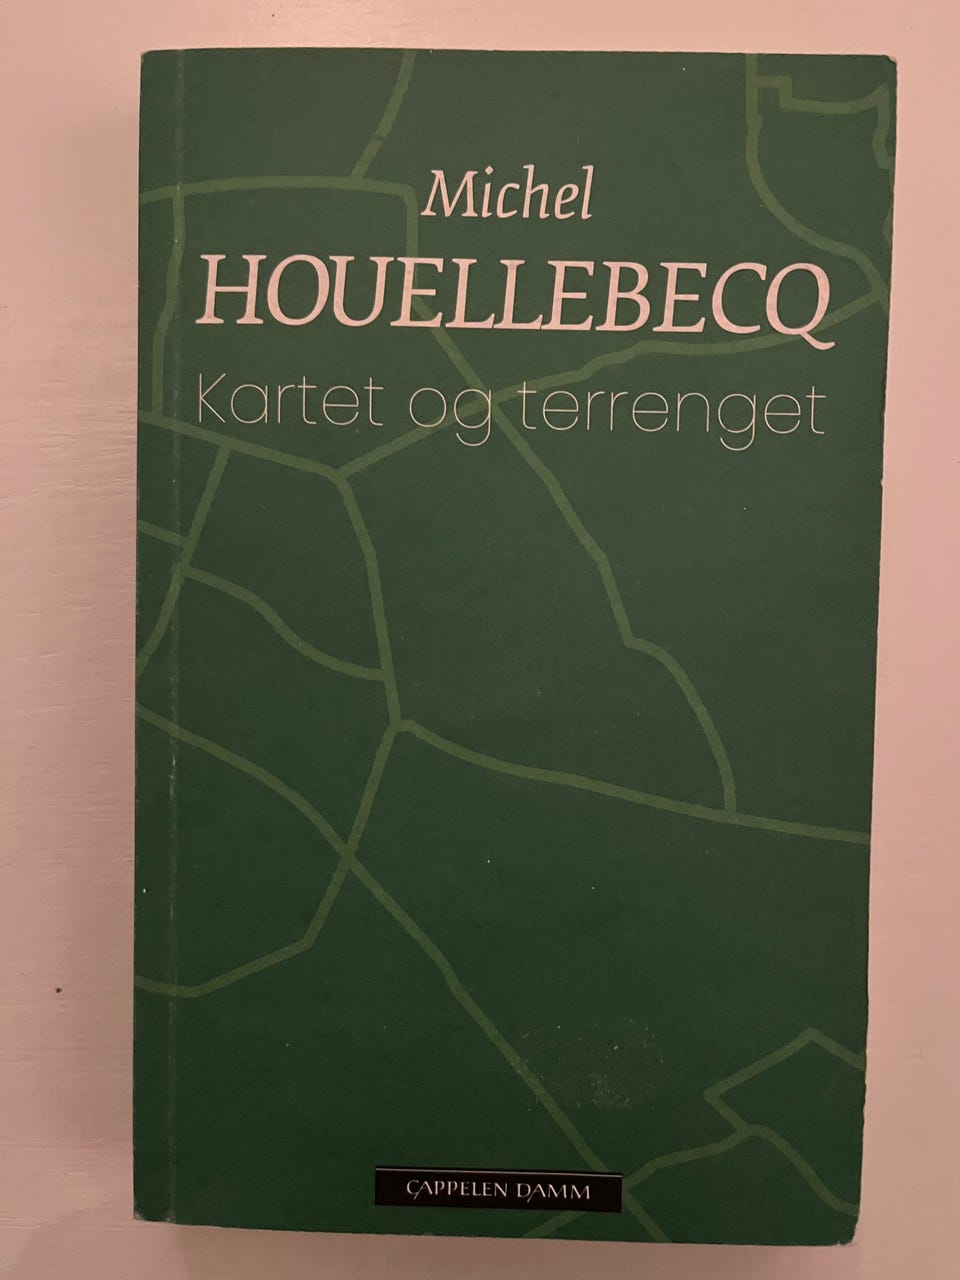 Michel
HOUELLEBECQ
Kartet og terrenget
CAPPELEN DAMM